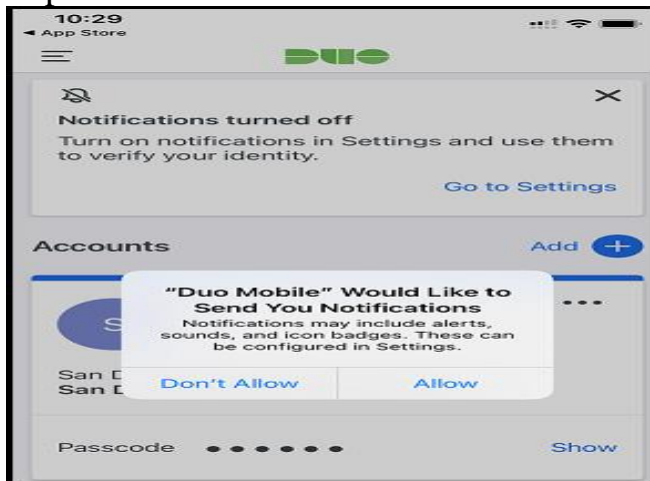 10:29
◀ App Store
DUO
Notifications turned off
Turn on notifications in Settings and use them
to verify your identity.
Go to Settings
Accounts
Add
"Duo Mobile" Would Like to
Send You Notifications
Notifications may include alerts,
sounds, and icon badges. These can
be configured in Settings.
Don't Allow
Allow
S
San D
San D
Passcode ● ● ● ● ● ●
Show